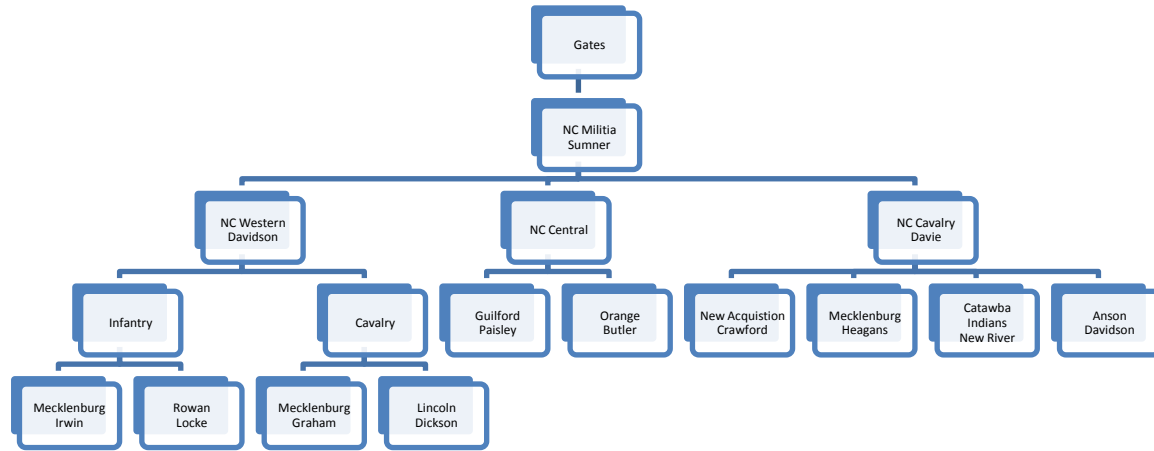 Gates
NC Militia
Sumner
NC Western
Davidson
NC Central
NC Cavalry
Davie
Infantry
Cavalry
Guilford
Paisley
Orange
Butler
New Acquistion
Crawford
Mecklenburg
Heagans
Catawba
Indians
New River
Anson
Davidson
Mecklenburg
Irwin
Rowan
Locke
Mecklenburg
Graham
Lincoln
Dickson